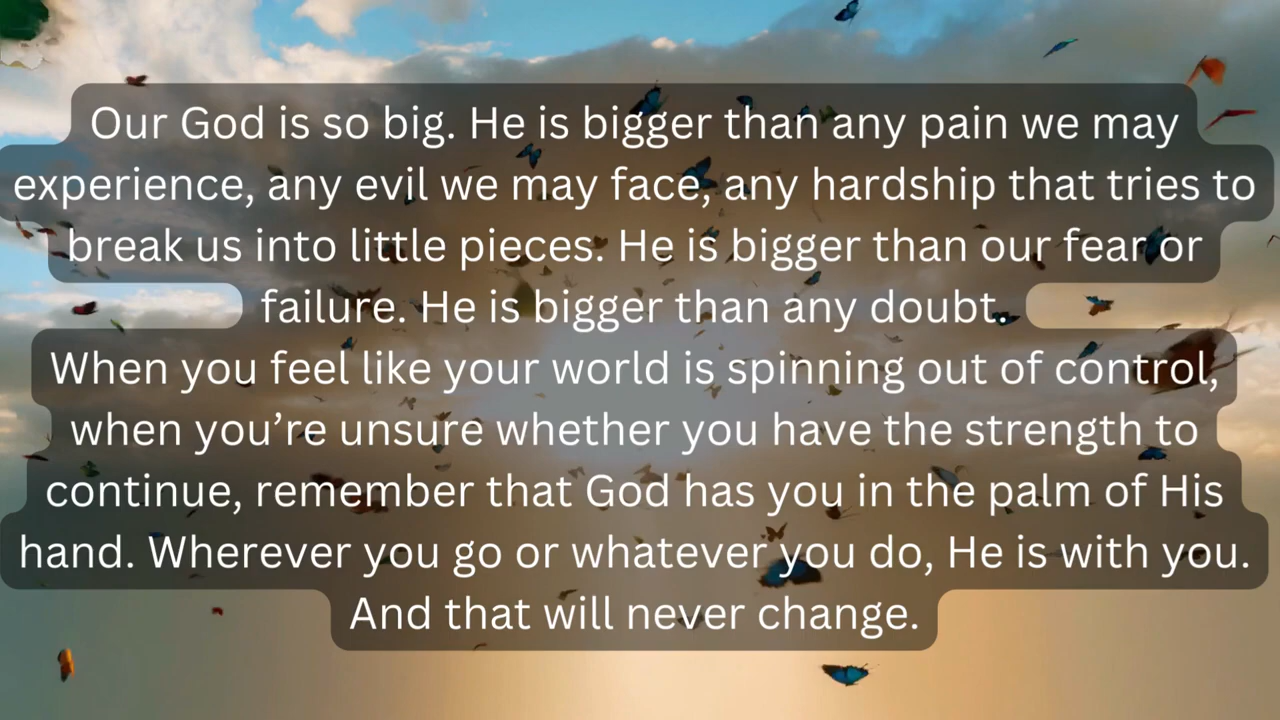 Our God is so big. He is bigger than any pain we may
experience, any evil we may face, any hardship that tries to
break us into little pieces. He is bigger than our fear or
failure. He is bigger than any doubt.
When you feel like your world is spinning out of control,
when you’re unsure whether you have the strength to
continue, remember that God has you in the palm of His
hand. Wherever you go or whatever you do, He is with you.
And that will never change.